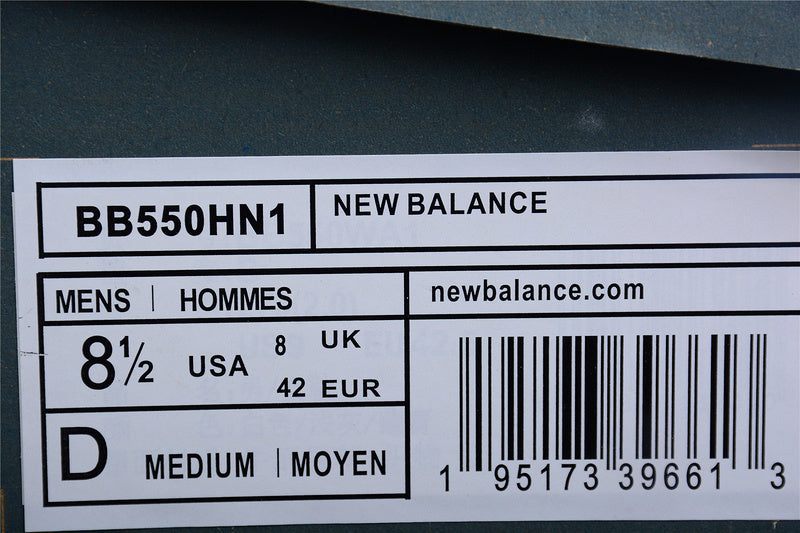 BB550HN1
NEW BALANCE
MENS | HOMMES
newbalance.com
8½ USA
8 UK
42 EUR
D MEDIUM | MOYEN
1 95173 39661 3